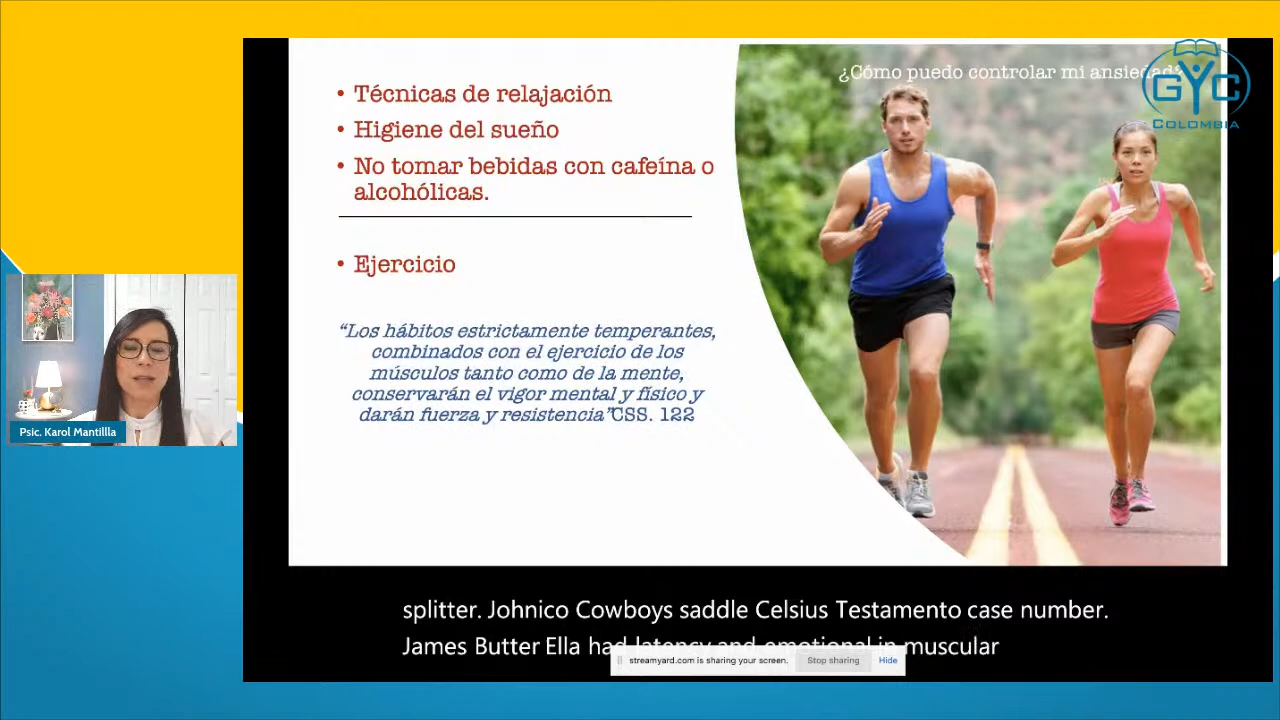 ¿Cómo puedo controlar mi ansiedad?
GYC
COLOMBIA
• Técnicas de relajación
• Higiene del sueño
• No tomar bebidas con cafeína o
alcohólicas.
• Ejercicio
“Los hábitos estrictamente temperantes,
combinados con el ejercicio de los
músculos tanto como de la mente,
conservarán el vigor mental y físico y
darán fuerza y resistencia”CSS. 122
Psic. Karol Mantillla
splitter. Johnico Cowboys saddle Celsius Testamento case number.
James Butter Ella had latency and emotional in muscular
streamyard.com is sharing your screen. Stop sharing Hide